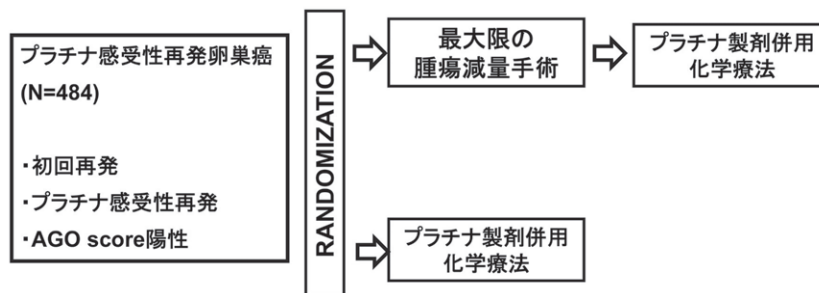 プラチナ感受性再発卵巣癌
(N=484)
・初回再発
・プラチナ感受性再発
・AGO score陽性
RANDOMIZATION
最大限の
腫瘍減量手術
プラチナ製剤併用
化学療法
プラチナ製剤併用
化学療法